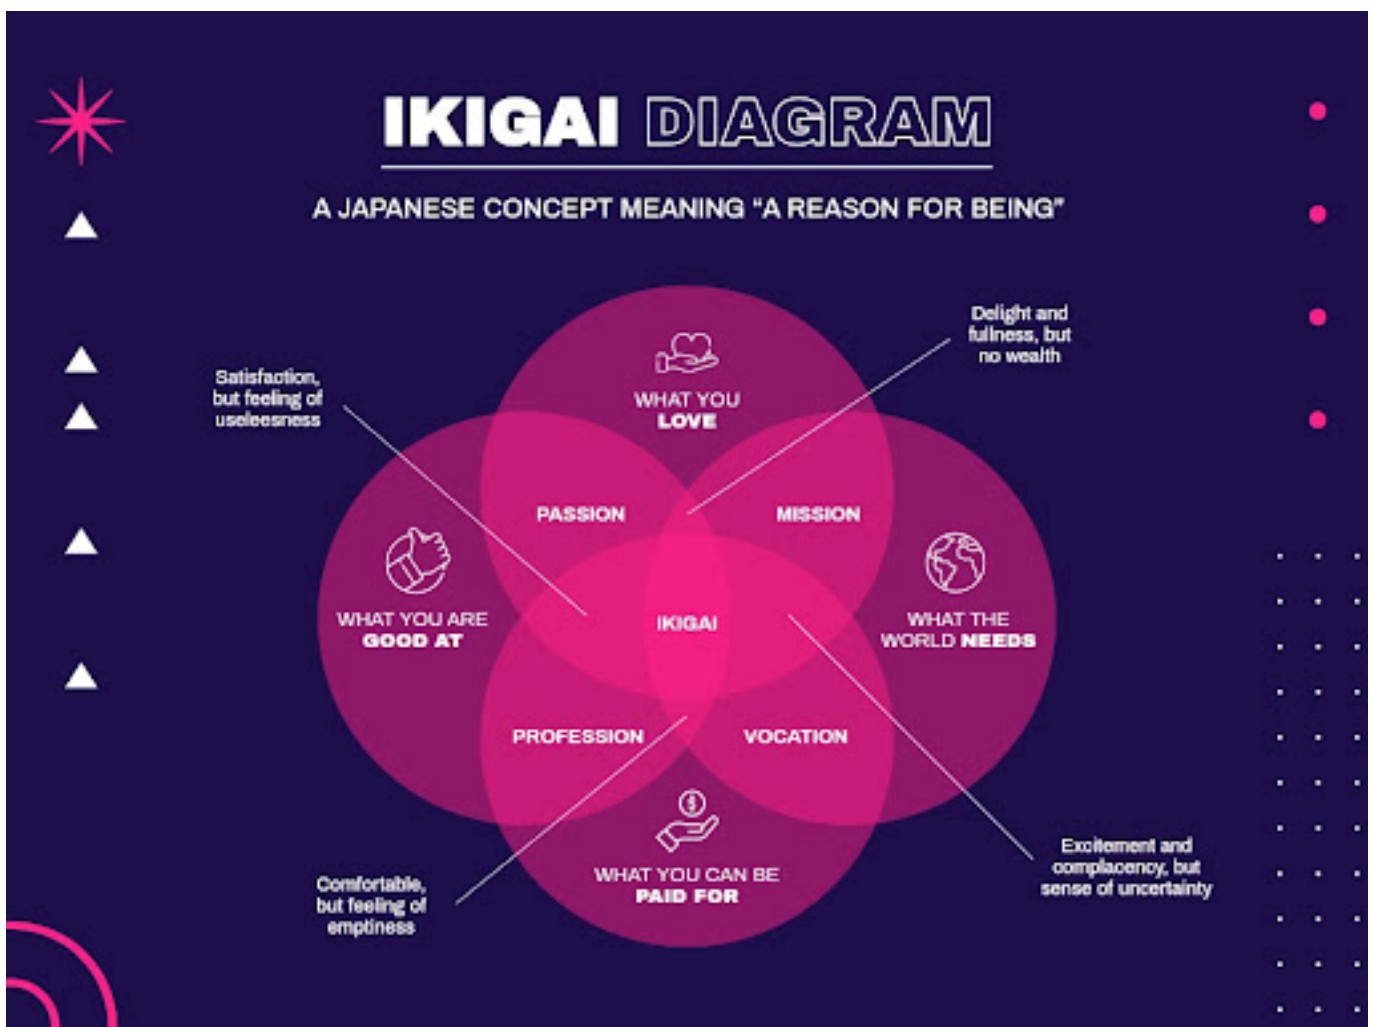 IKIGAI DIAGRAM
A JAPANESE CONCEPT MEANING “A REASON FOR BEING”
Delight and
fullness, but
no wealth
Satisfaction,
but feeling of
useleesness
WHAT YOU
LOVE
PASSION
MISSION
WHAT YOU ARE
GOOD AT
IKIGAI
WHAT THE
WORLD NEEDS
PROFESSION
VOCATION
$
WHAT YOU CAN BE
PAID FOR
Comfortable,
but feeling of
emptiness
Excitement and
complacency, but
sense of uncertainty